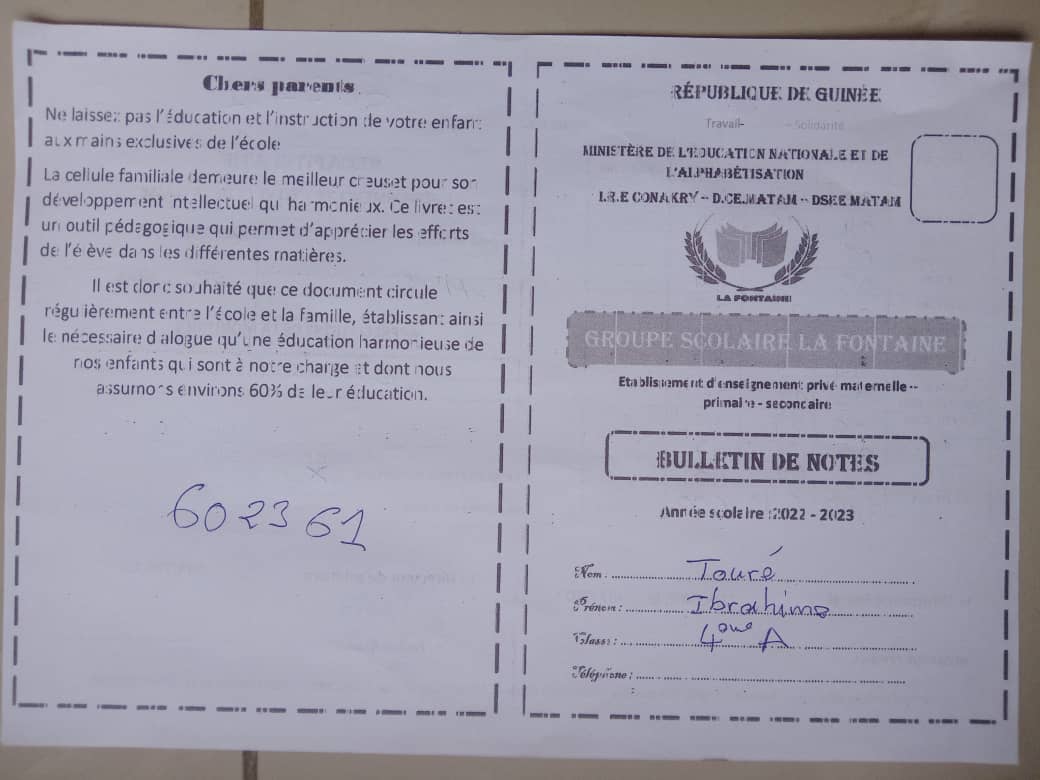 Chers parents
Ne laissez pas l'éducation et l'instruction de votre enfant
aux mains exclusives de l'école
La cellule familiale demeure le meilleur creuset pour son
développement intellectuel qui harmonieux. Ce livret est
un outil pédagogique qui permet d'apprécier les efforts
de l'élève dans les différentes matières.
Il est donc souhaité que ce document circule
régulièrement entre l'école et la famille, établissant ainsi
le nécessaire dialogue qu'une éducation harmonieuse de
nos enfants qui sont à notre charge et dont nous
assumons environs 60% de leur éducation.
602361
RÉPUBLIQUE DE GUINÉE
Travail- - Solidarité
MINISTÈRE DE L'EDUCATION NATIONALE ET DE
L'ALPHABÉTISATION
I.R.E CONAKRY – D.CE.MATAM – DSEE MATAM
LA FONTAINE
GROUPE SCOLAIRE LA FONTAINE
Etablissement d'enseignement privé maternelle –
primaire - secondaire
BULLETIN DE NOTES
Année scolaire : 2022 - 2023
Nom : Touré
Prénom : Ibrahima
Classe : 4ème A
Téléphone :